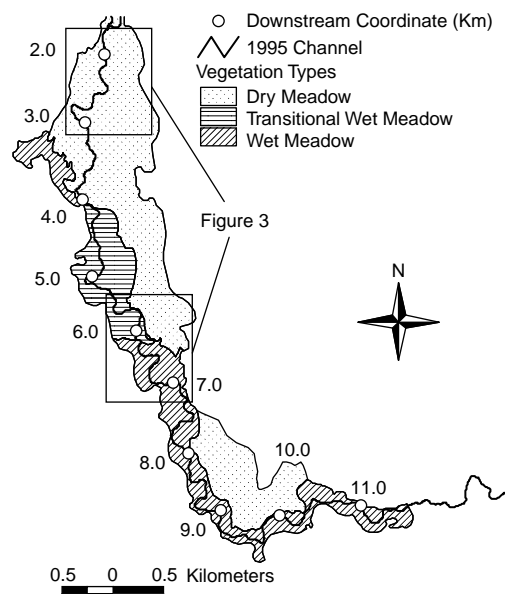 Downstream Coordinate (Km)
1995 Channel
Vegetation Types
Dry Meadow
Transitional Wet Meadow
Wet Meadow
2.0
3.0
4.0
Figure 3
5.0
N
6.0
7.0
8.0
10.0
11.0
9.0
0.5 0 0.5 Kilometers